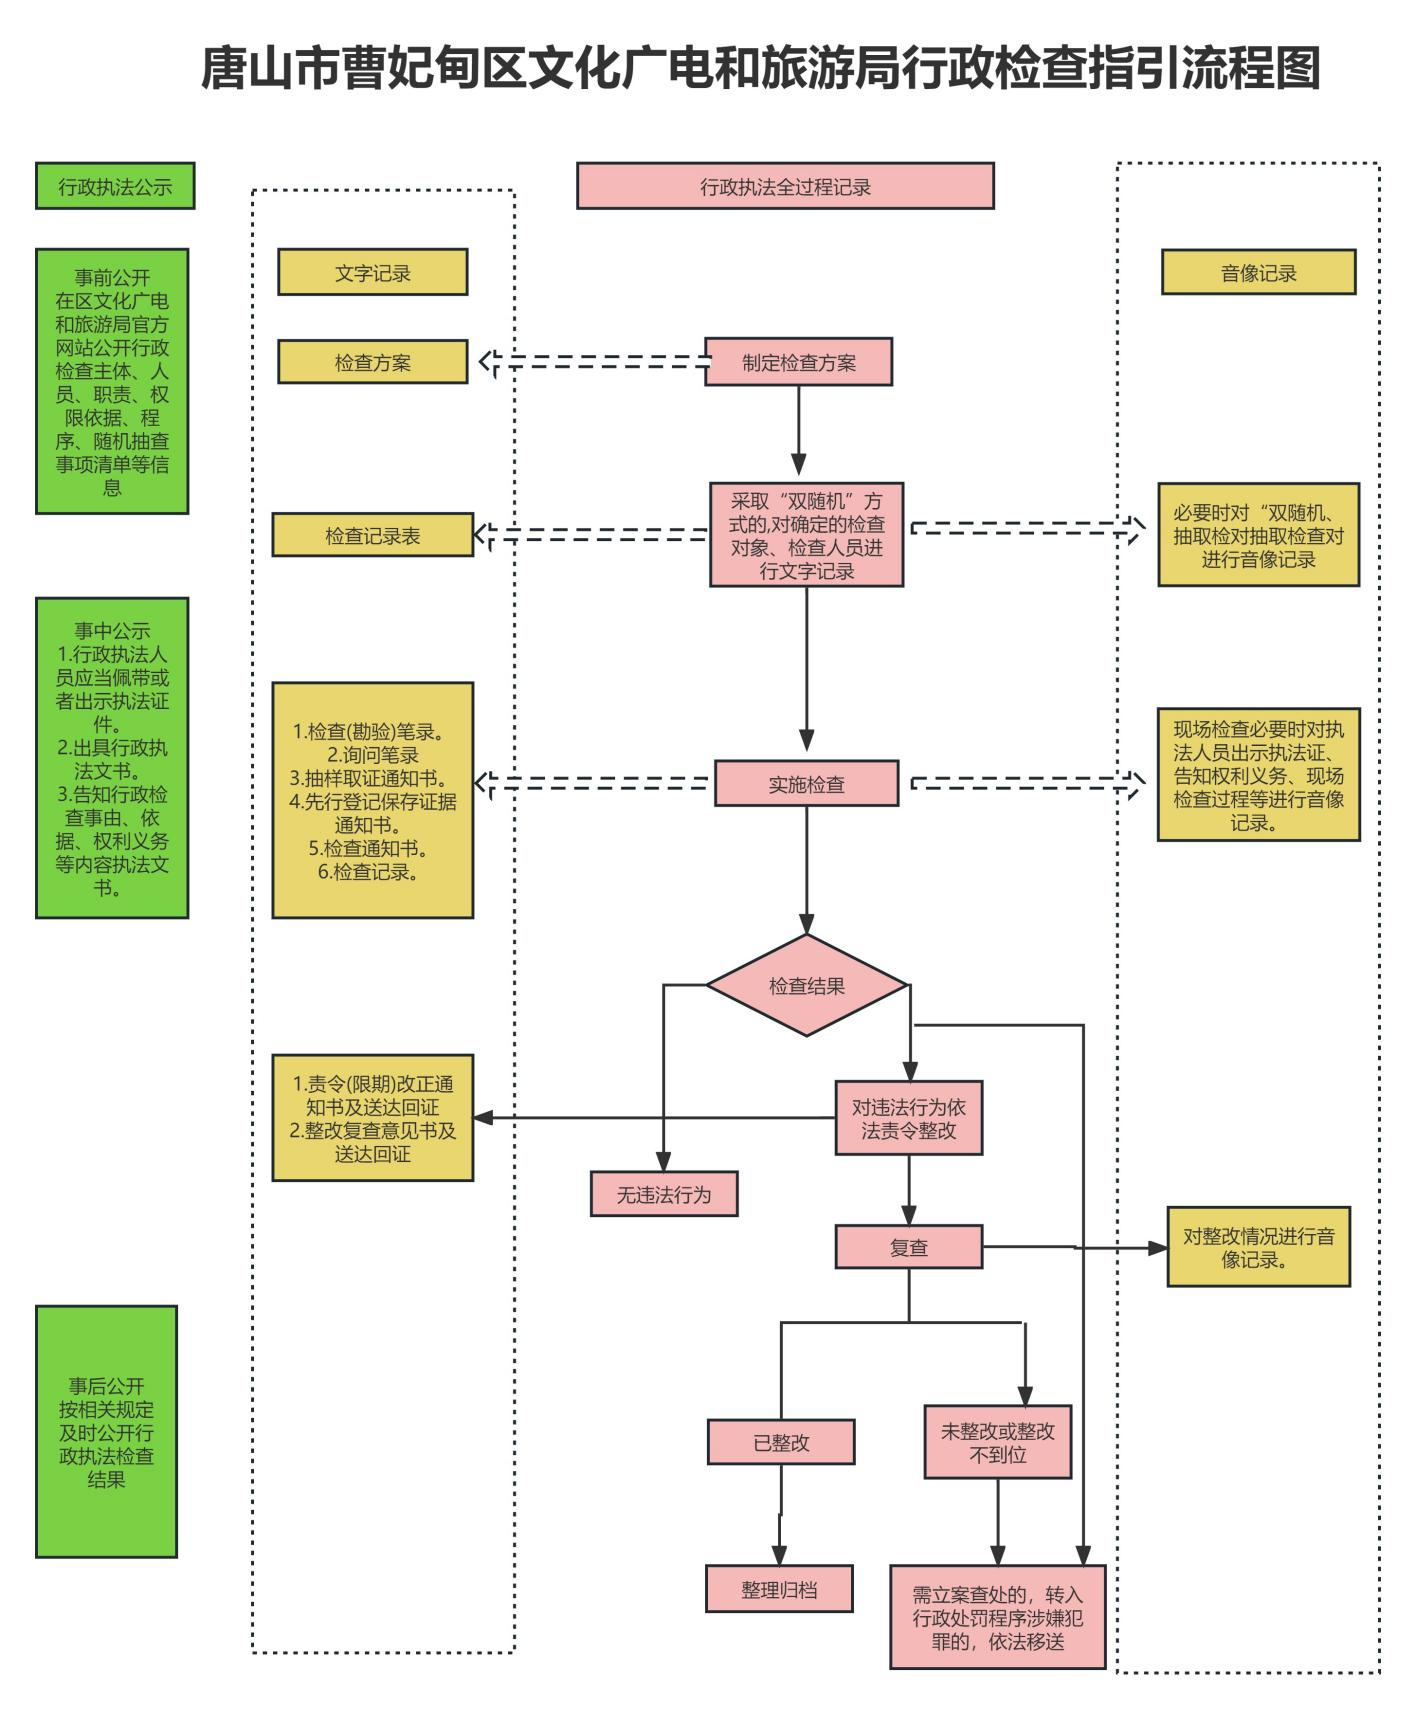 唐山市曹妃甸区文化广电和旅游局行政检查指引流程图
行政执法公示
行政执法全过程记录
事前公开
在区文化广电
和旅游局官方
网站公开行政
检查主体、人
员、职责、权
限依据、程
序、随机抽查
事项清单等信
息
文字记录
音像记录
检查方案
制定检查方案
检查记录表
采取“双随机”方
式的,对确定的检查
对象、检查人员进
行文字记录
必要时对“双随机、
抽取检对抽取检查对
进行音像记录
事中公示
1.行政执法人
员应当佩带或
者出示执法证
件。
2.出具行政执
法文书。
3.告知行政检
查事由、依
据、权利义务
等内容执法文
书。
1.检查(勘验)笔录。
2.询问笔录
3.抽样取证通知书。
4.先行登记保存证据
通知书。
5.检查通知书。
6.检查记录。
实施检查
现场检查必要时对执
法人员出示执法证、
告知权利义务、现场
检查过程等进行音像
记录。
检查结果
1.责令(限期)改正通
知书及送达回证
2.整改复查意见书及
送达回证
对违法行为依
法责令整改
无违法行为
复查
对整改情况进行音
像记录。
事后公开
按相关规定
及时公开行
政执法检查
结果
已整改
未整改或整改
不到位
整理归档
需立案查处的，转入
行政处罚程序涉嫌犯
罪的，依法移送